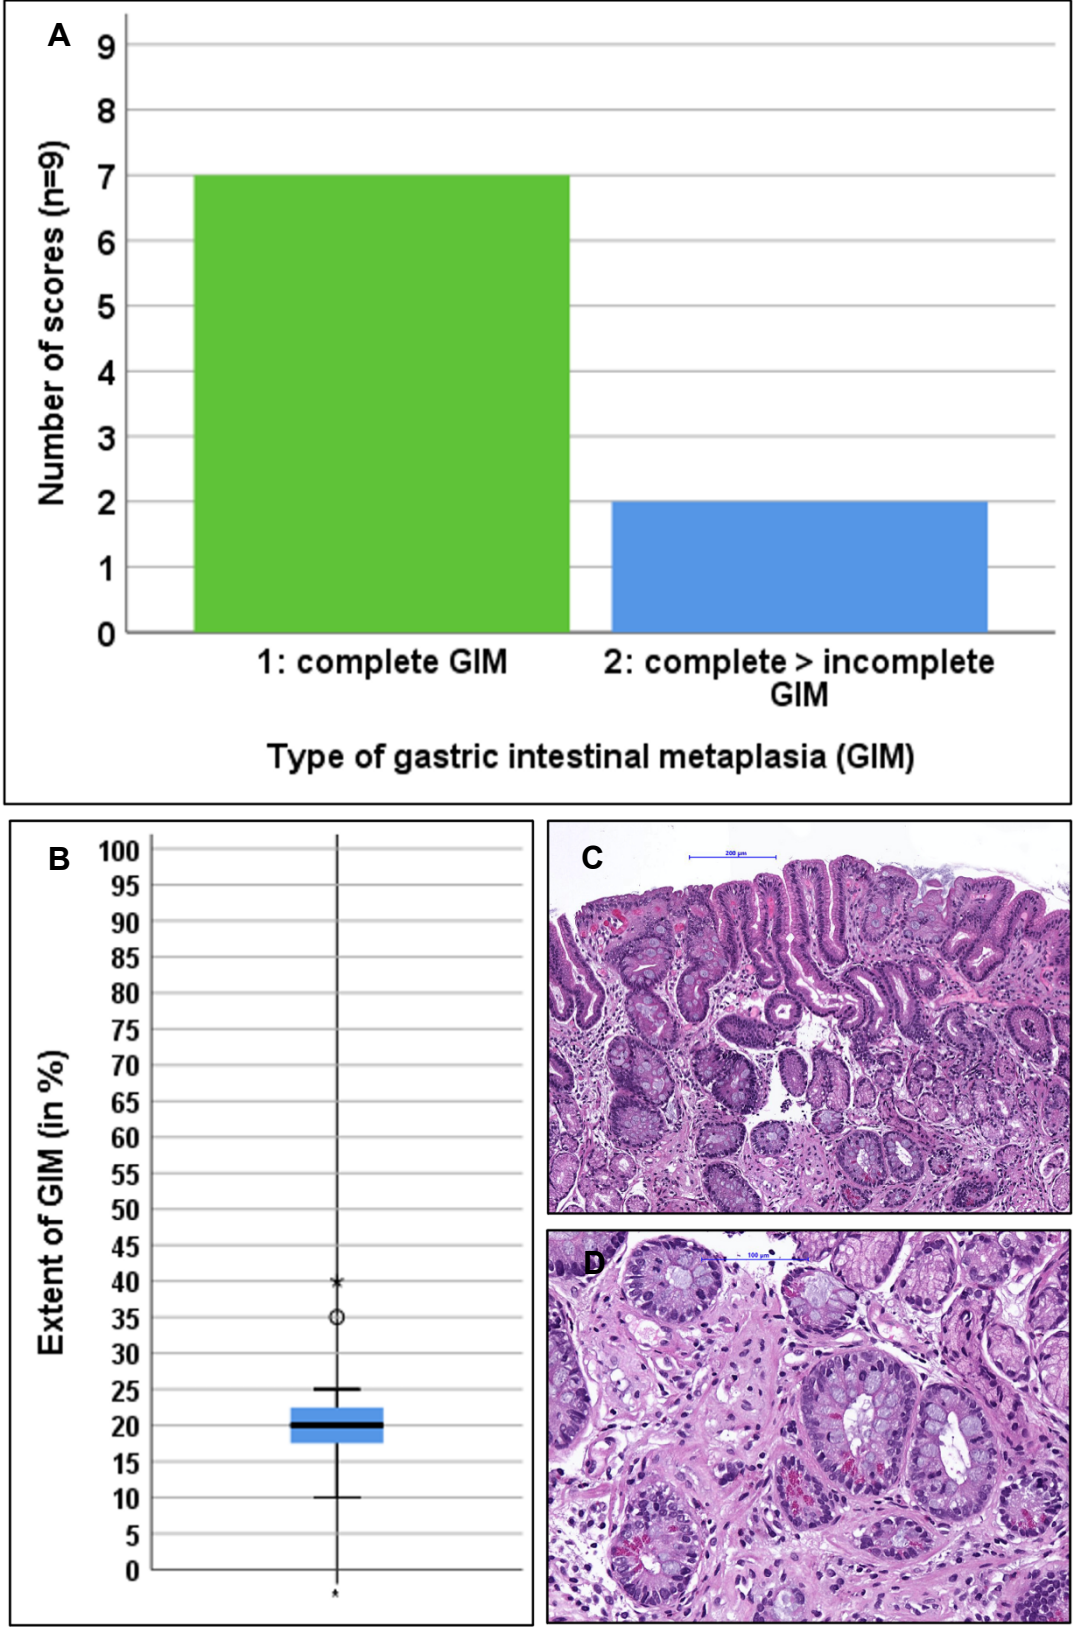 A
Number of scores (n=9)
9
8
7
6
5
4
3
2
1
0
1: complete GIM
2: complete > incomplete
GIM
Type of gastric intestinal metaplasia (GIM)
B
Extent of GIM (in %)
100
95
90
85
80
75
70
65
60
55
50
45
40
35
30
25
20
15
10
5
0
*
C
200 µm
D
100 µm